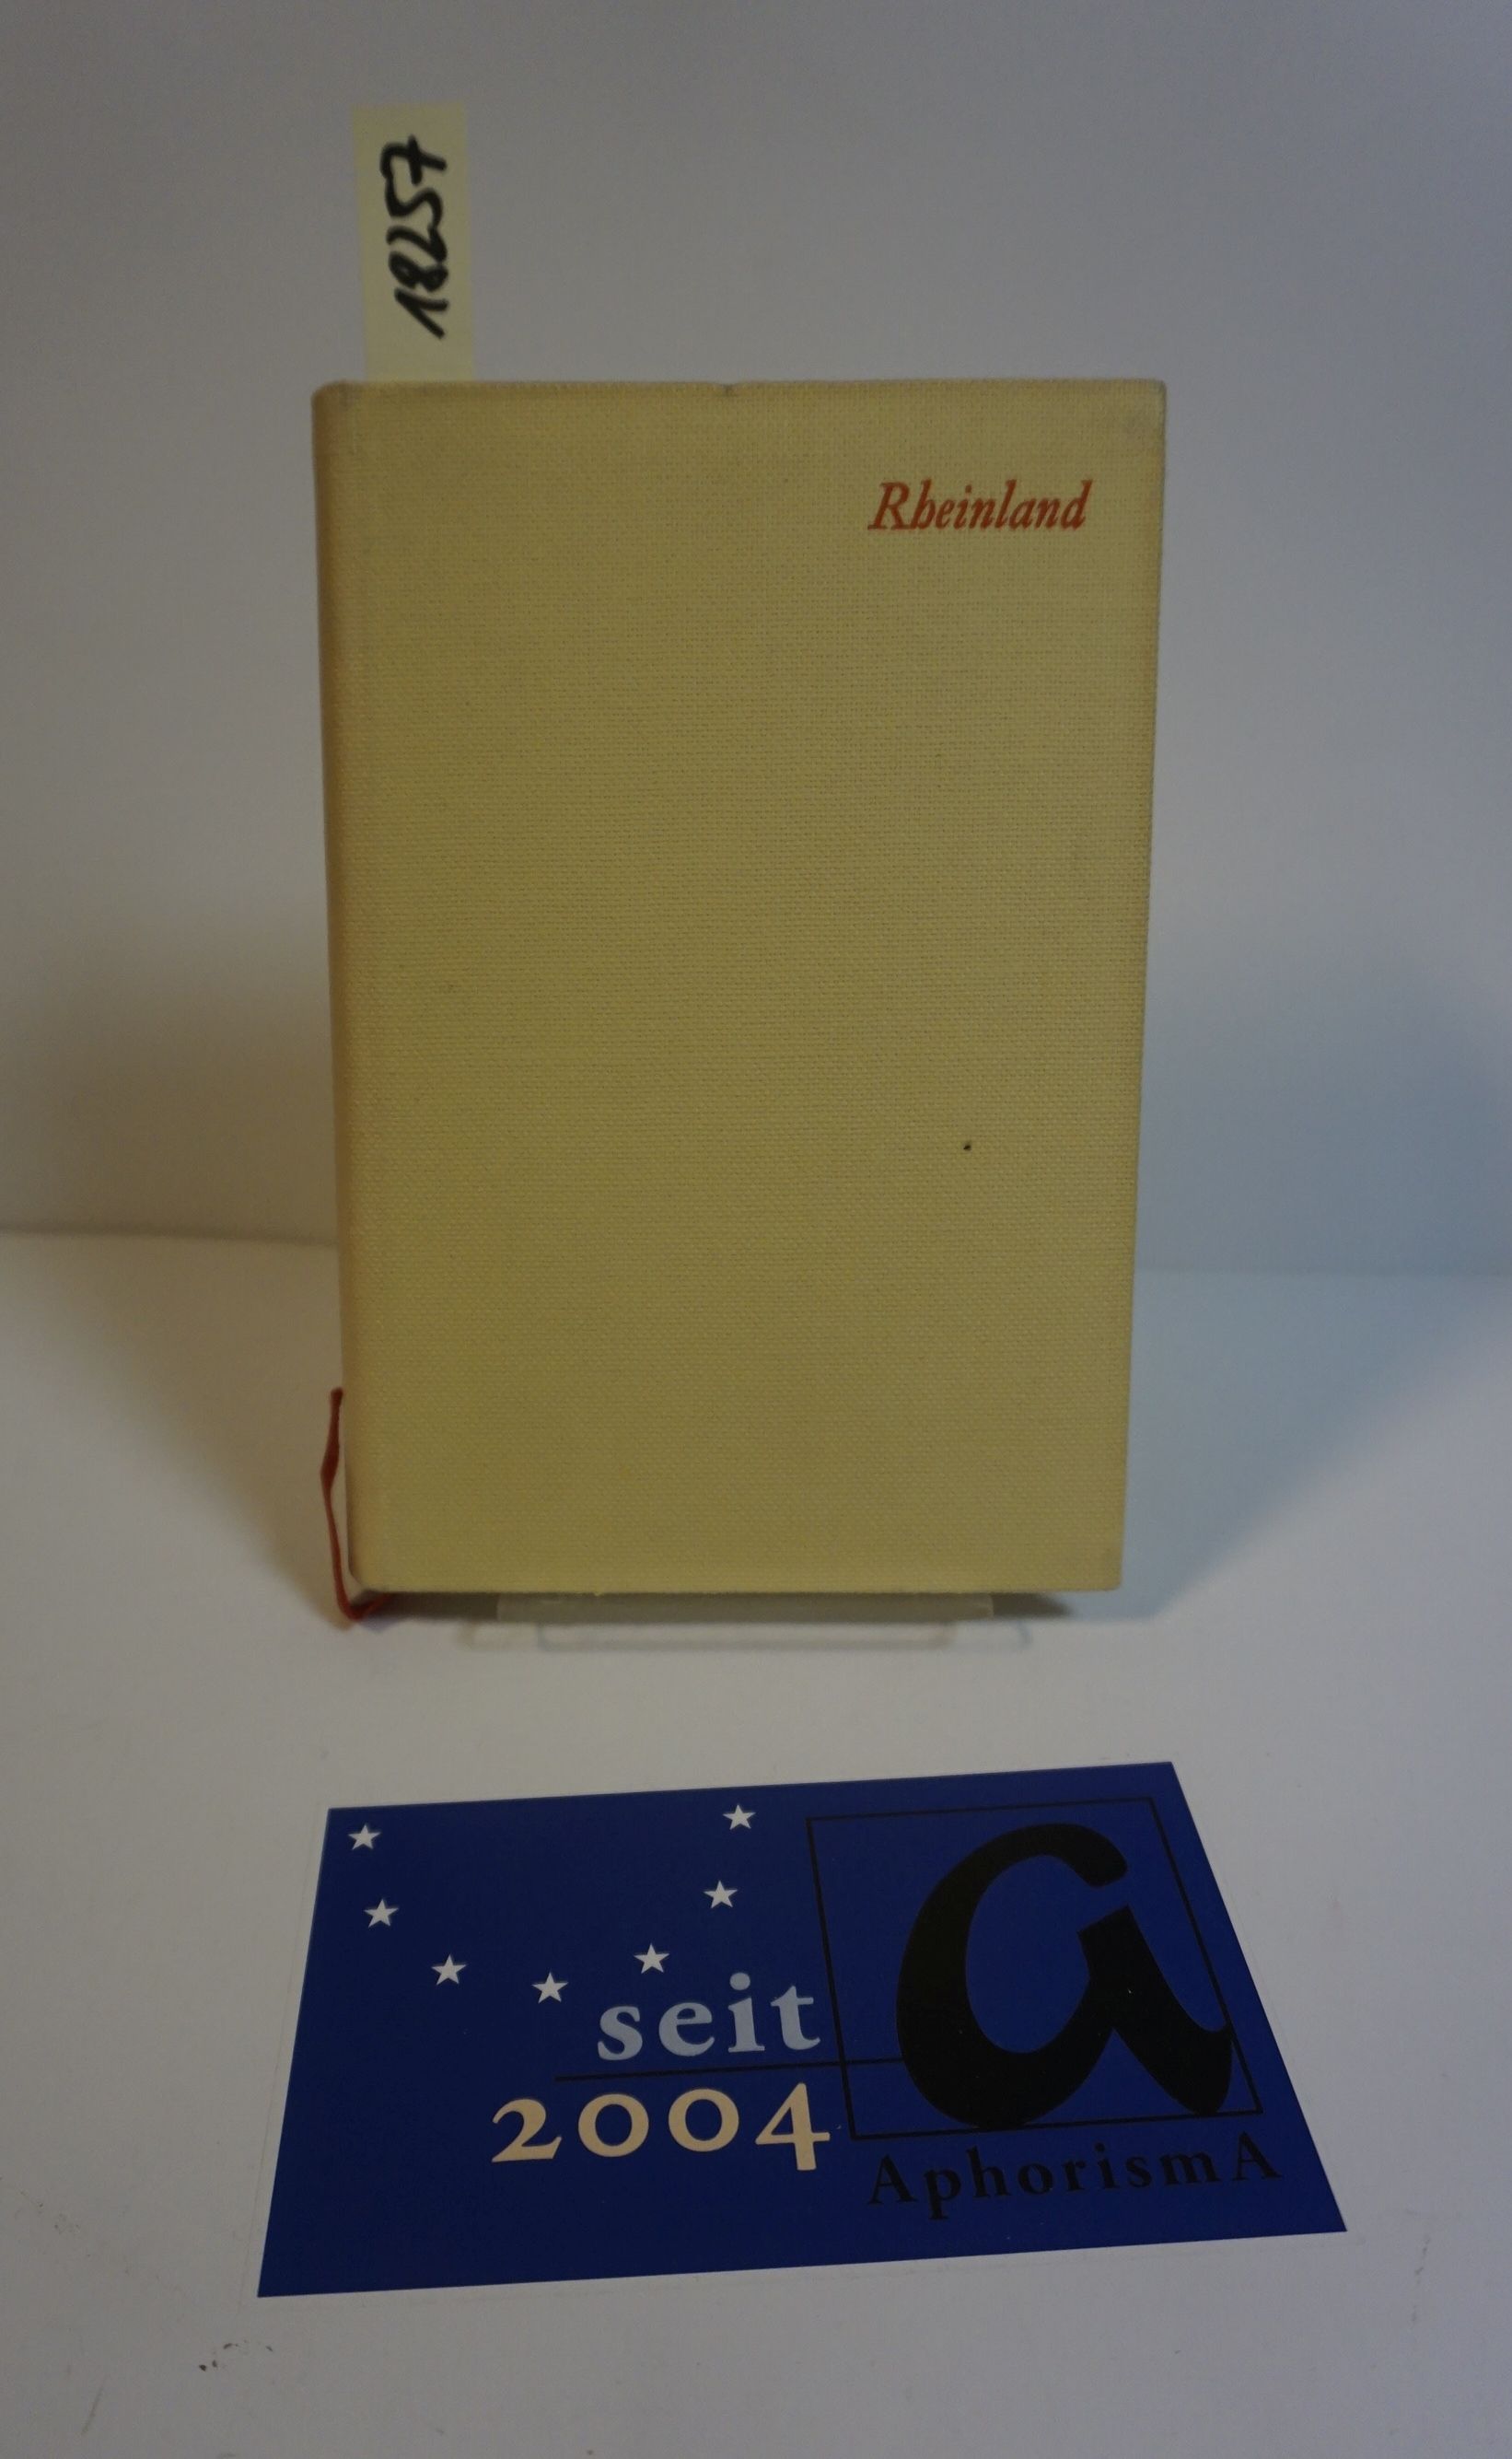 18257
Rheinland
seit
2004
a
AphorismA